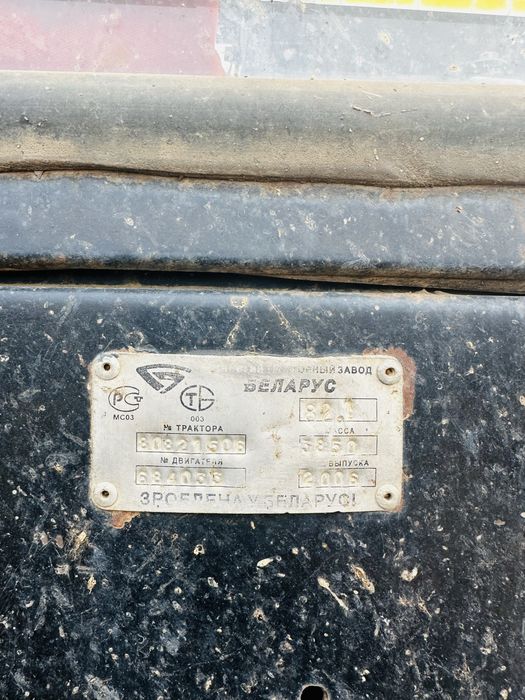 ТРАКТОРНЫЙ ЗАВОД
БЕЛАРУС
РСТ
МС03
СТБ
003
82.1
№ ТРАКТОРА
МАССА
80821506
3850
№ ДВИГАТЕЛЯ
ВЫПУСКА
684033
2006
ЗРОБЛЕНА У БЕЛАРУСІ